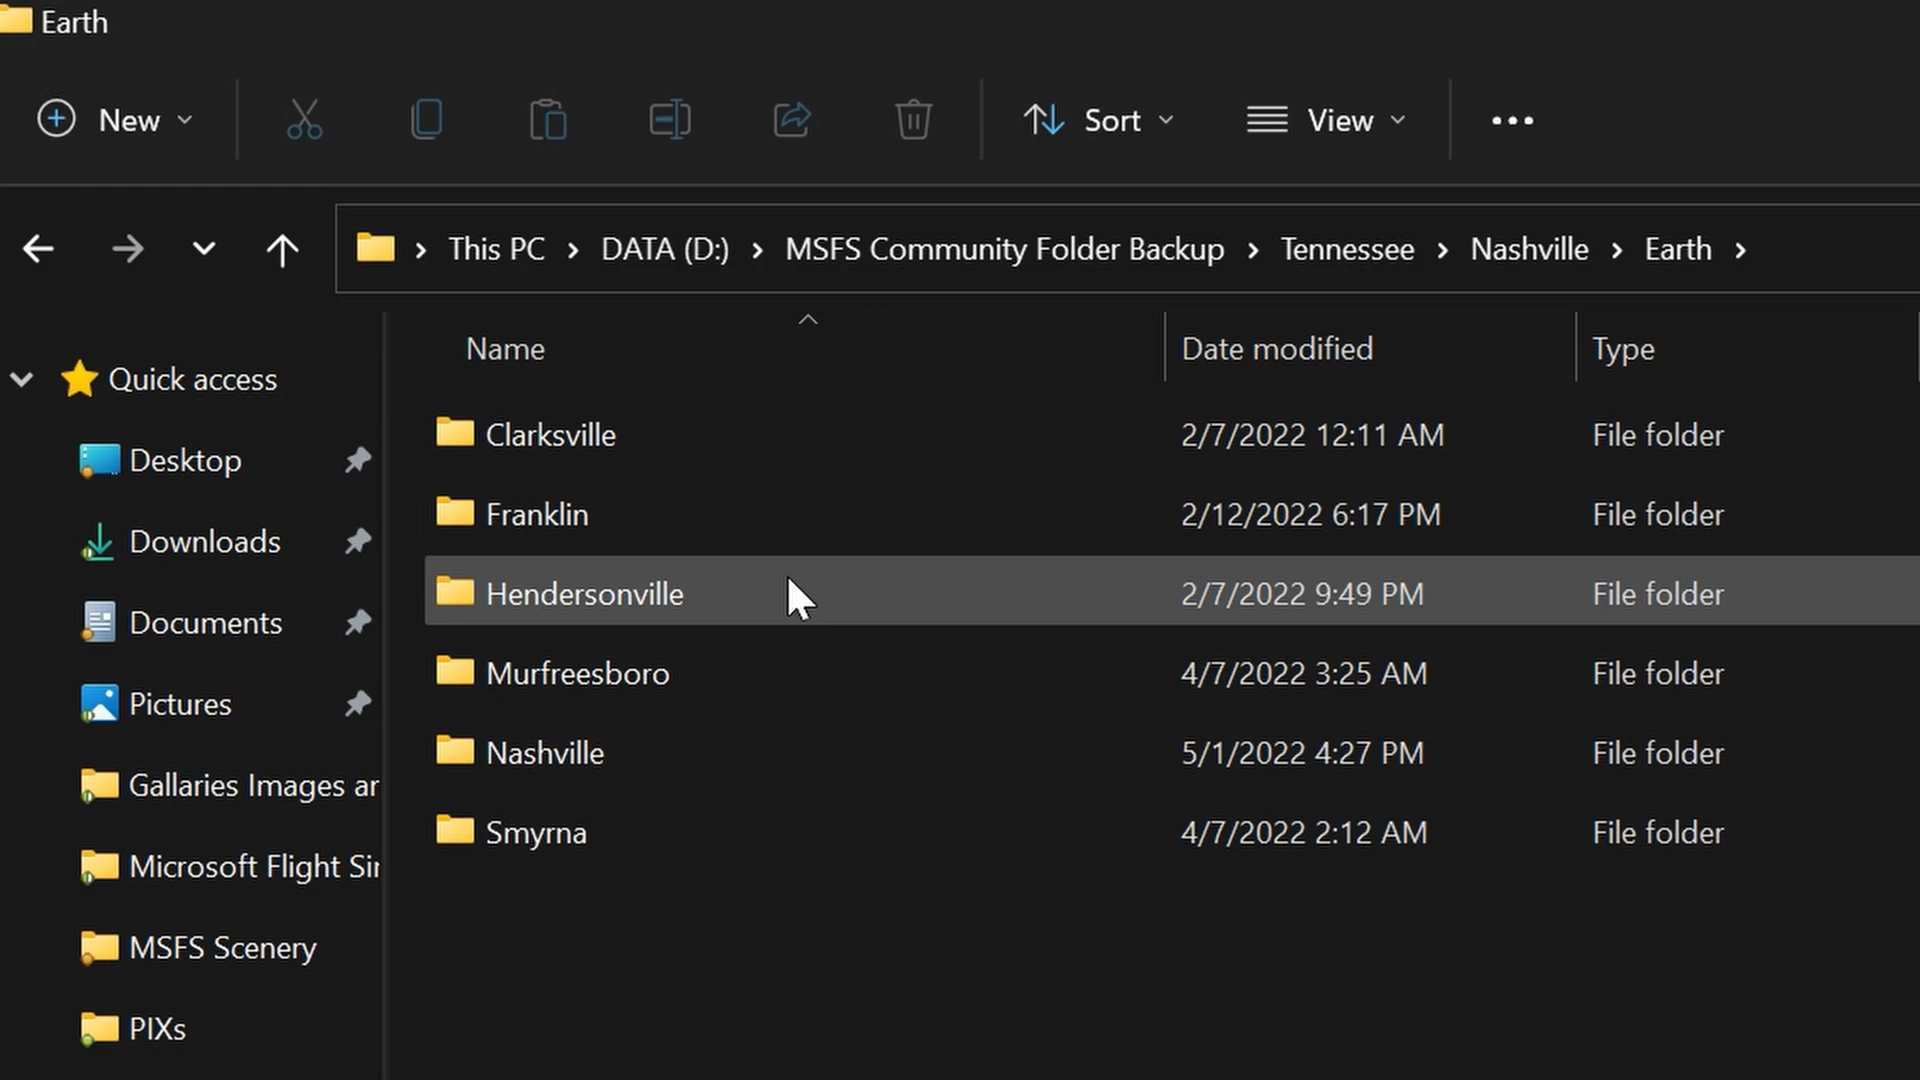 Earth
New
Sort
View
This PC > DATA (D:) > MSFS Community Folder Backup > Tennessee > Nashville > Earth >
Name Date modified Type
Quick access
Desktop
Downloads
Documents
Pictures
Gallaries Images ar
Microsoft Flight Sir
MSFS Scenery
PIXs
Clarksville 2/7/2022 12:11 AM File folder
Franklin 2/12/2022 6:17 PM File folder
Hendersonville 2/7/2022 9:49 PM File folder
Murfreesboro 4/7/2022 3:25 AM File folder
Nashville 5/1/2022 4:27 PM File folder
Smyrna 4/7/2022 2:12 AM File folder